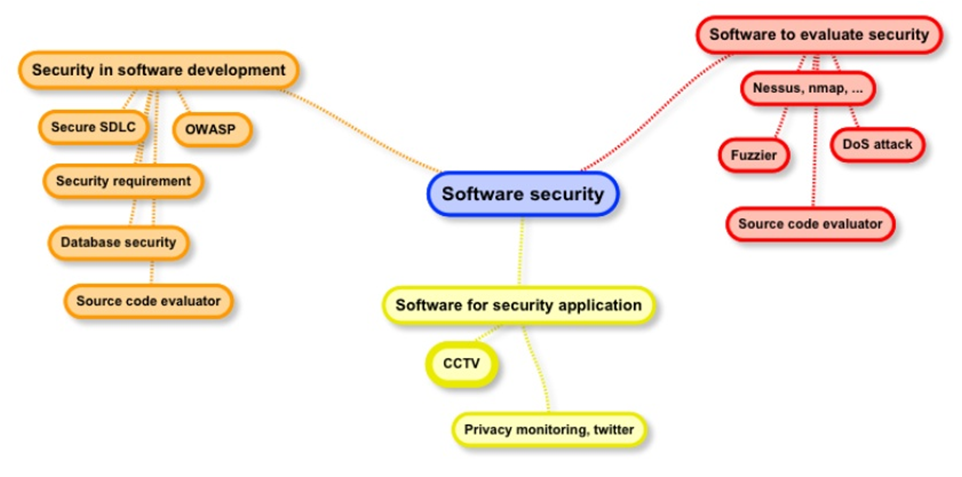 Software to evaluate security
Security in software development
Nessus, nmap, ...
Secure SDLC
OWASP
Fuzzier
DoS attack
Security requirement
Software security
Source code evaluator
Database security
Source code evaluator
Software for security application
CCTV
Privacy monitoring, twitter